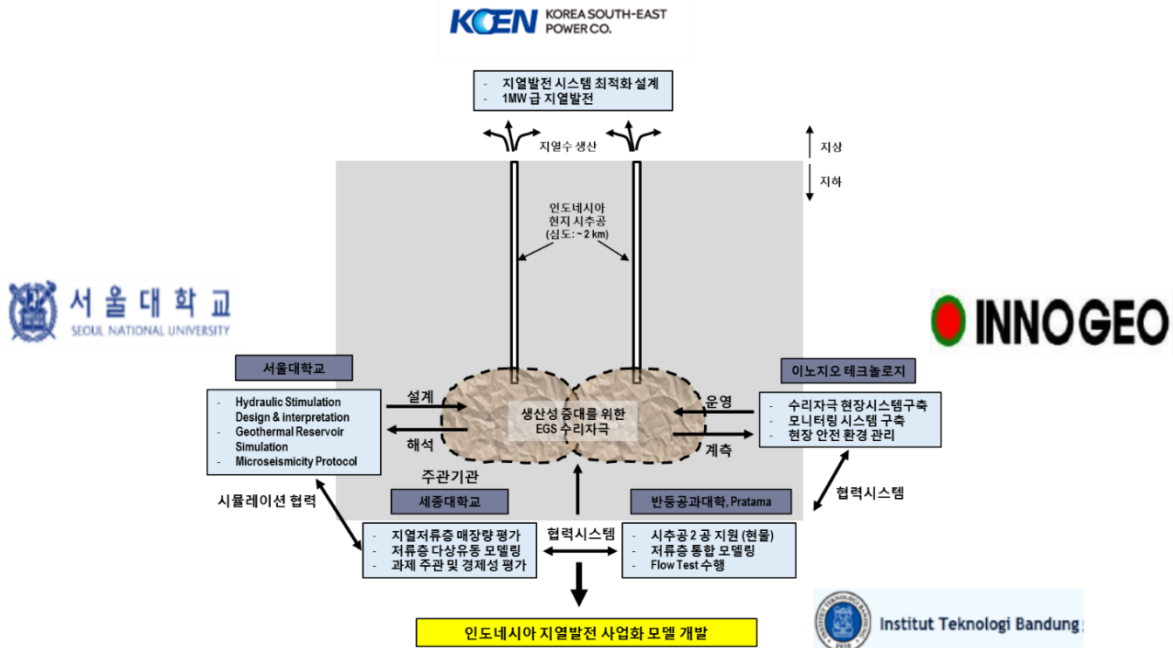 KOEN KOREA SOUTH-EAST
POWER CO.
- 지열발전 시스템 최적화 설계
- 1MW 급 지열발전
지열수 생산
지상
지하
인도네시아
현지 시추공
(심도: ~ 2 km)
서울대학교
SEOUL NATIONAL UNIVERSITY
INNOGEO
서울대학교
- Hydraulic Stimulation
Design & interpretation
- Geothermal Reservoir
Simulation
- Microseismicity Protocol
설계
해석
생산성 증대를 위한
EGS 수리자극
운영
계측
이노지오 테크놀로지
- 수리자극 현장시스템구축
- 모니터링 시스템 구축
- 현장 안전 환경 관리
주관기관
시뮬레이션 협력
세종대학교
- 지열저류층 매장량 평가
- 저류층 다상유동 모델링
- 과제 주관 및 경제성 평가
협력시스템
반둥공과대학, Pratama
- 시추공 2 공 지원 (현물)
- 저류층 통합 모델링
- Flow Test 수행
협력시스템
인도네시아 지열발전 사업화 모델 개발
Institut Teknologi Bandung